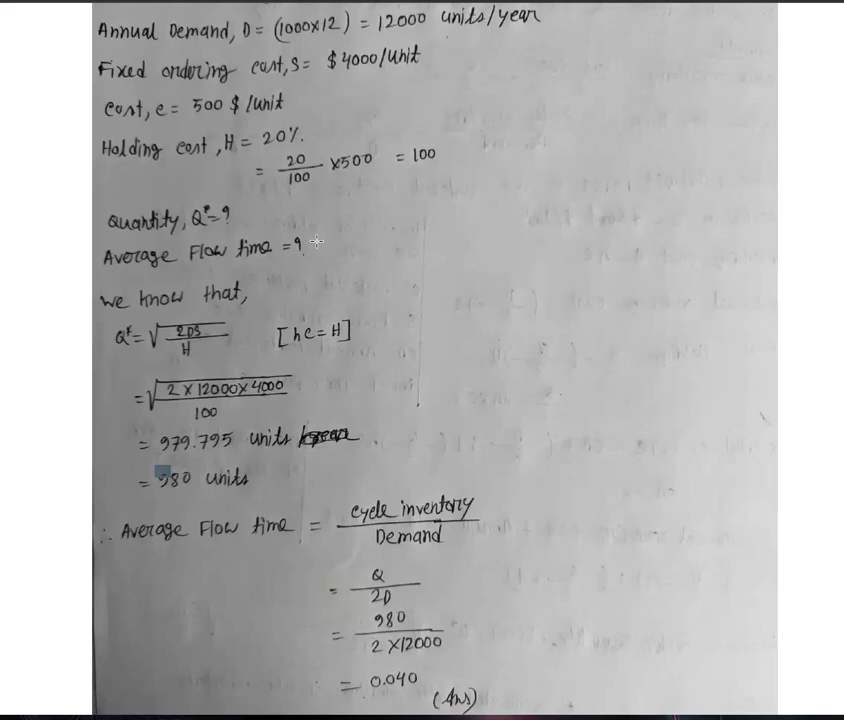 Annual Demand, D = (1000×12) = 12000 units/year
Fixed ordering cost, S = $4000/unit
Cost, c = 500 $/unit
Holding cost, H = 20%.
= 20/100 ×500 = 100
Quantity, Q* = ?
Average Flow time = ?
We know that,
Q* = √2DS/H [hc = H]
= √2×12000×4000/100
= 979.795 units
= 980 units
∴ Average Flow time = cycle inventory/Demand
= Q/2D
= 980/2×12000
= 0.040
(Ans)